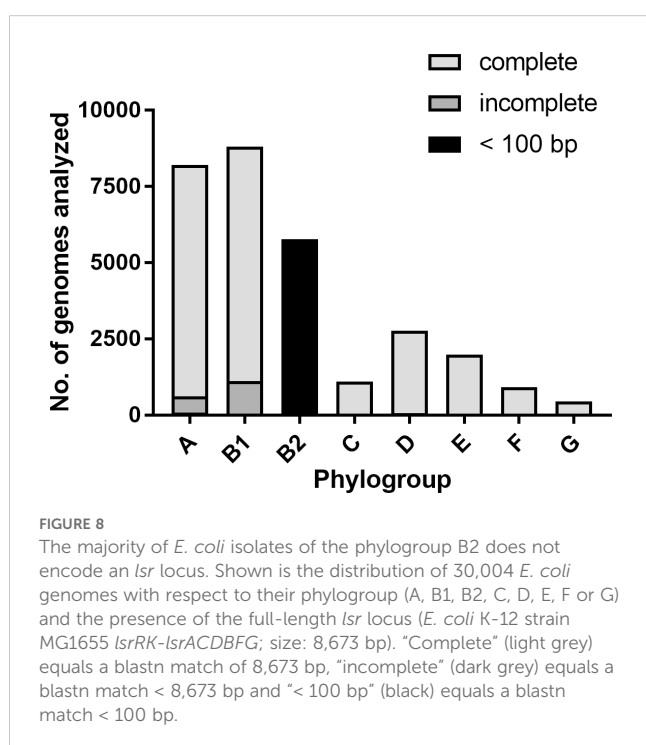 complete
incomplete
< 100 bp
No. of genomes analyzed
10000
7500
5000
2500
0
A
B1
B2
C
D
E
F
G
Phylogroup
FIGURE 8
The majority of E. coli isolates of the phylogroup B2 does not
encode an lsr locus. Shown is the distribution of 30,004 E. coli
genomes with respect to their phylogroup (A, B1, B2, C, D, E, F or G)
and the presence of the full-length lsr locus (E. coli K-12 strain
MG1655 lsrRK-lsrACDBFG; size: 8,673 bp). “Complete” (light grey)
equals a blastn match of 8,673 bp, “incomplete” (dark grey) equals a
blastn match < 8,673 bp and “< 100 bp” (black) equals a blastn
match < 100 bp.